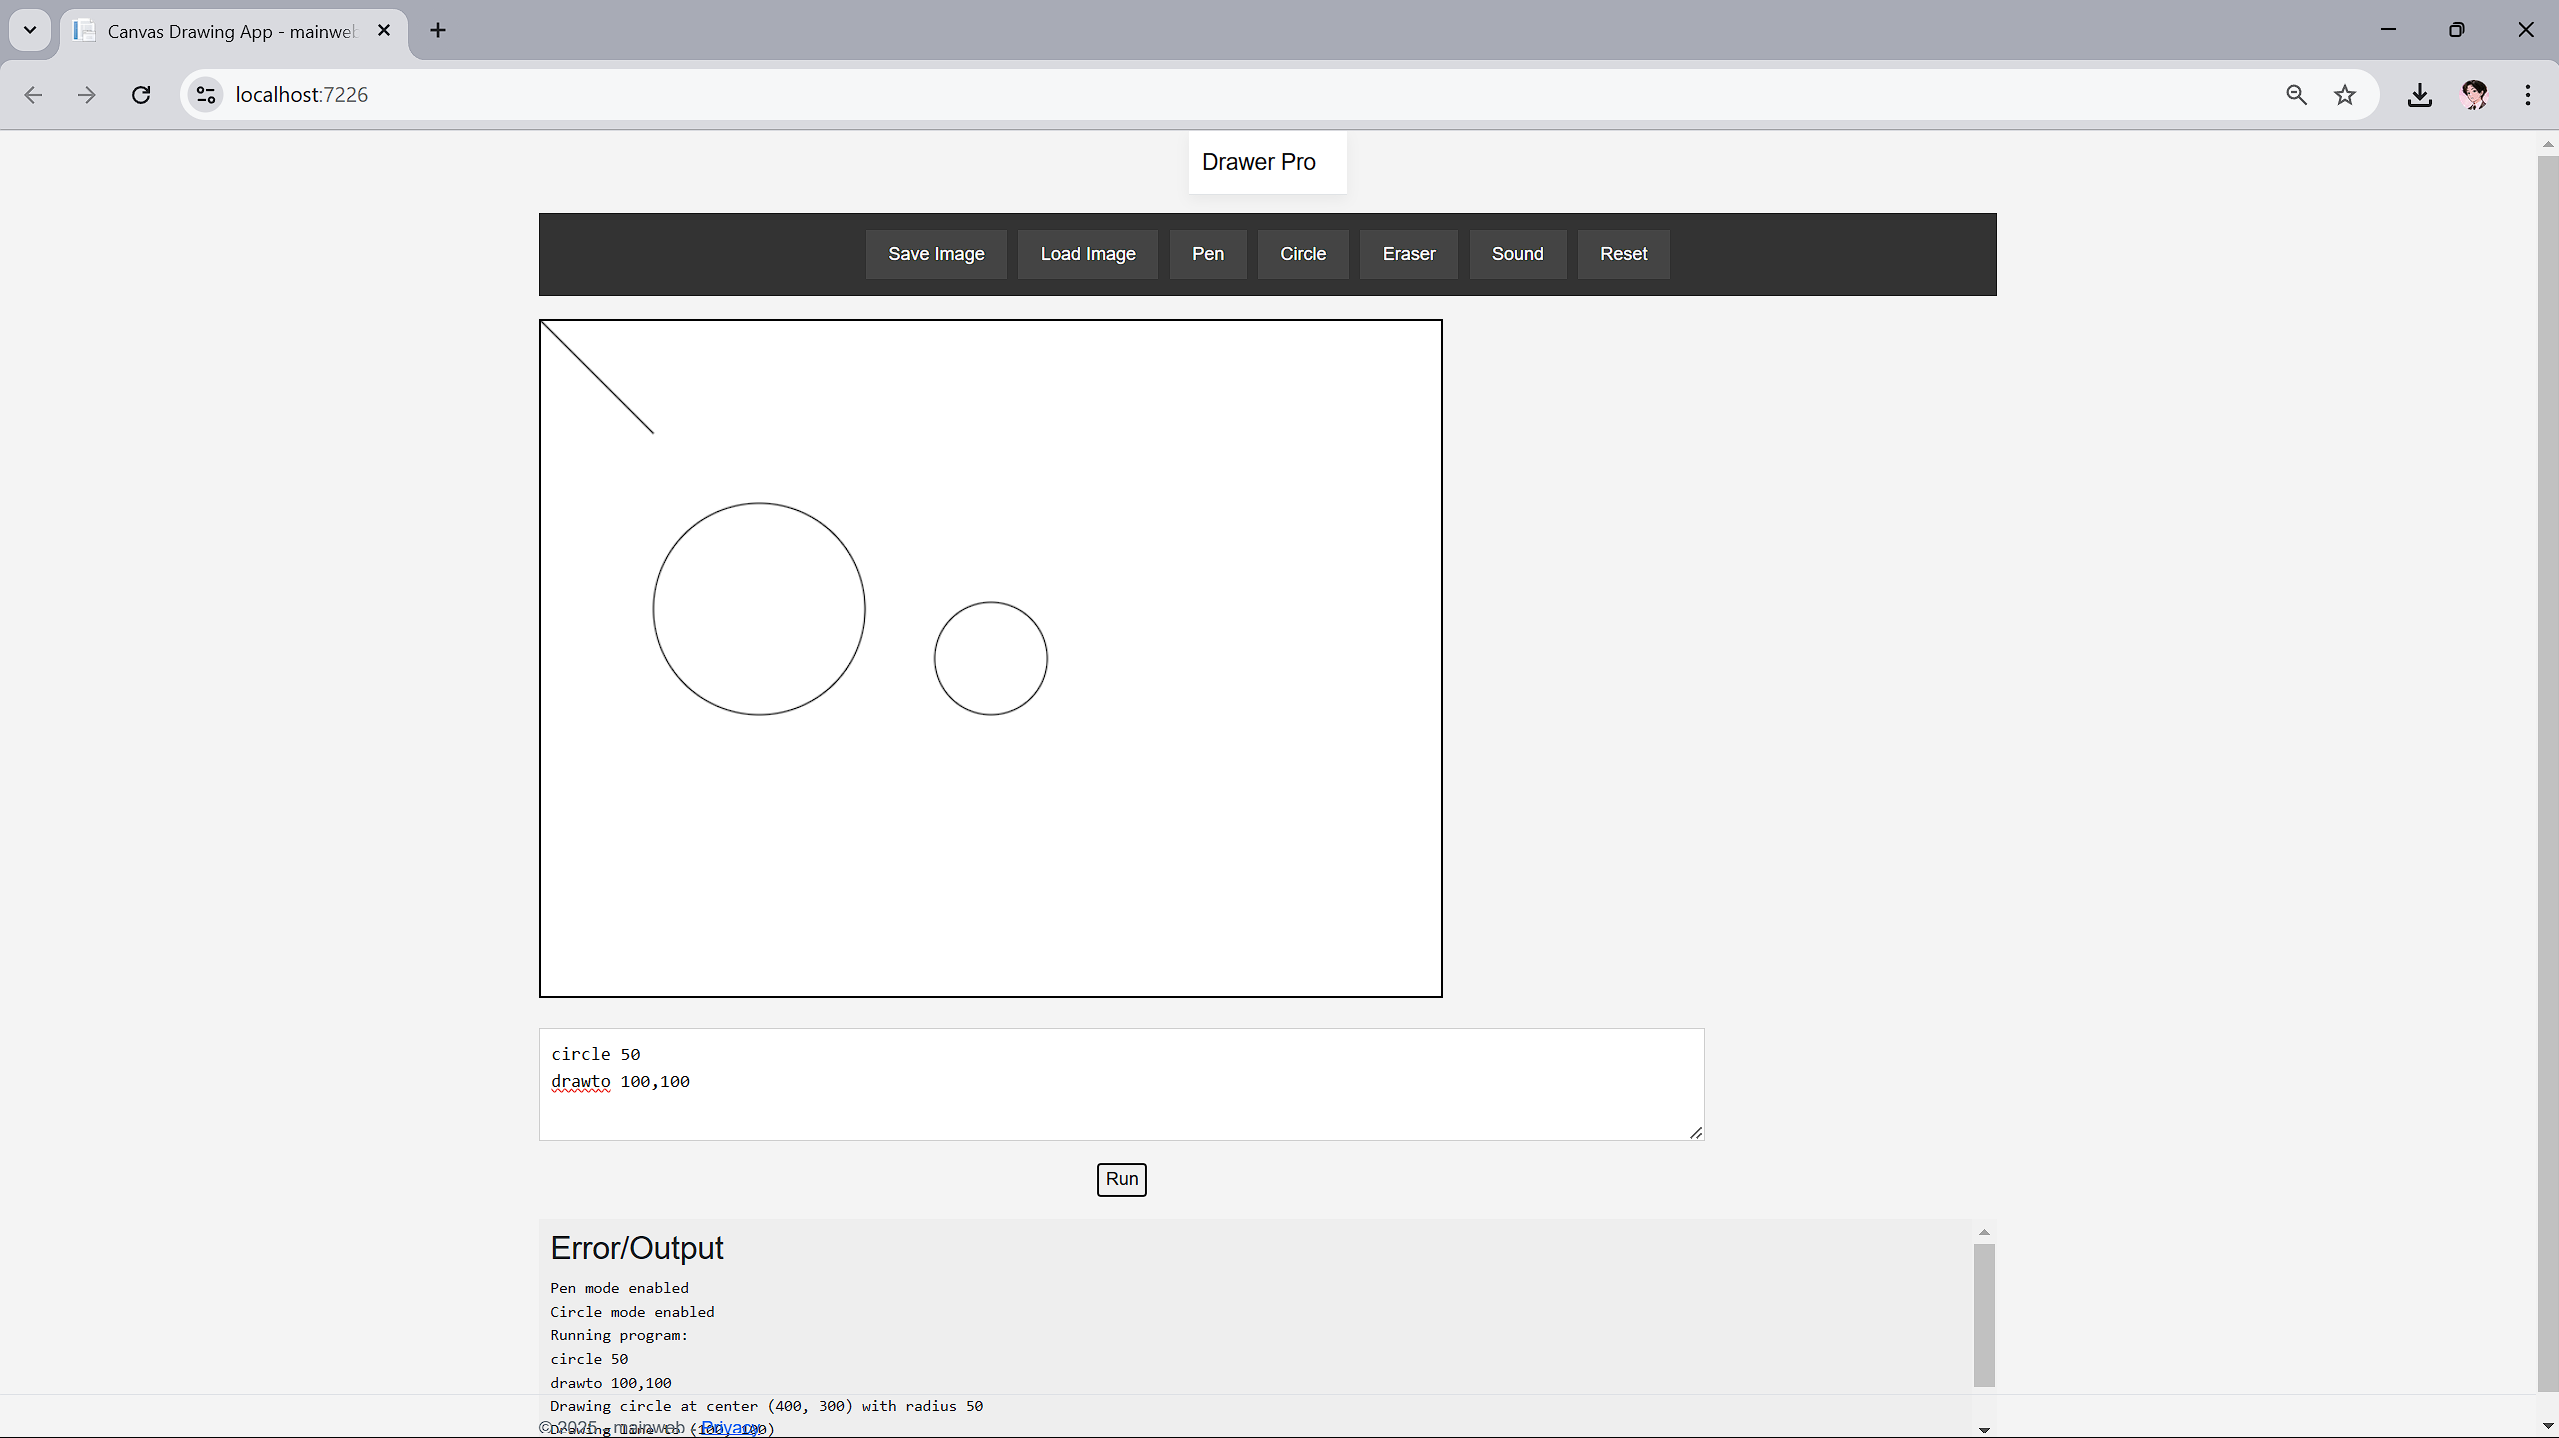 Canvas Drawing App - mainweb
localhost:7226
Drawer Pro
Save Image Load Image Pen Circle Eraser Sound Reset
circle 50
drawto 100,100
Run
Error/Output
Pen mode enabled
Circle mode enabled
Running program:
circle 50
drawto 100,100
Drawing circle at center (400, 300) with radius 50
Drawing line to (100, 100)
© 2025 - mainweb - Privacy